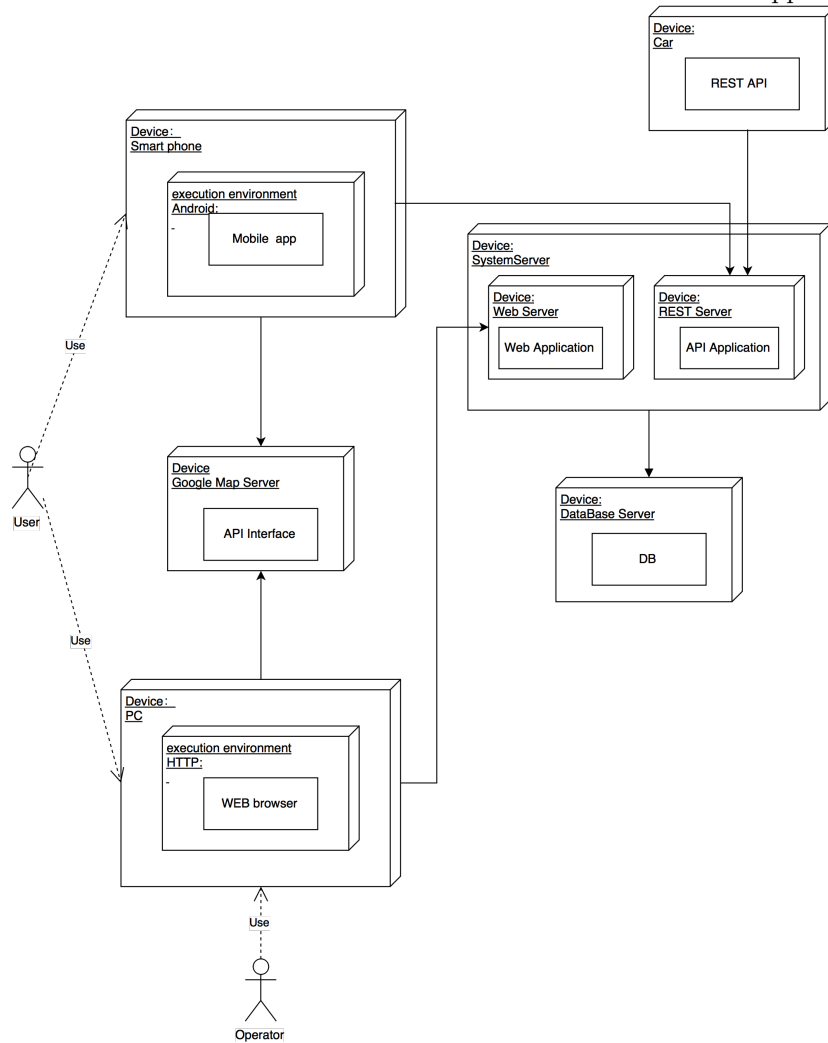 Device:
Car
REST API
Device:
Smart phone
execution environment
Android:
-
Mobile app
Device:
SystemServer
Device:
Web Server
Web Application
Device:
REST Server
API Application
Use
User
Device
Google Map Server
API Interface
Device:
DataBase Server
DB
Use
Device:
PC
execution environment
HTTP:
-
WEB browser
Use
Operator